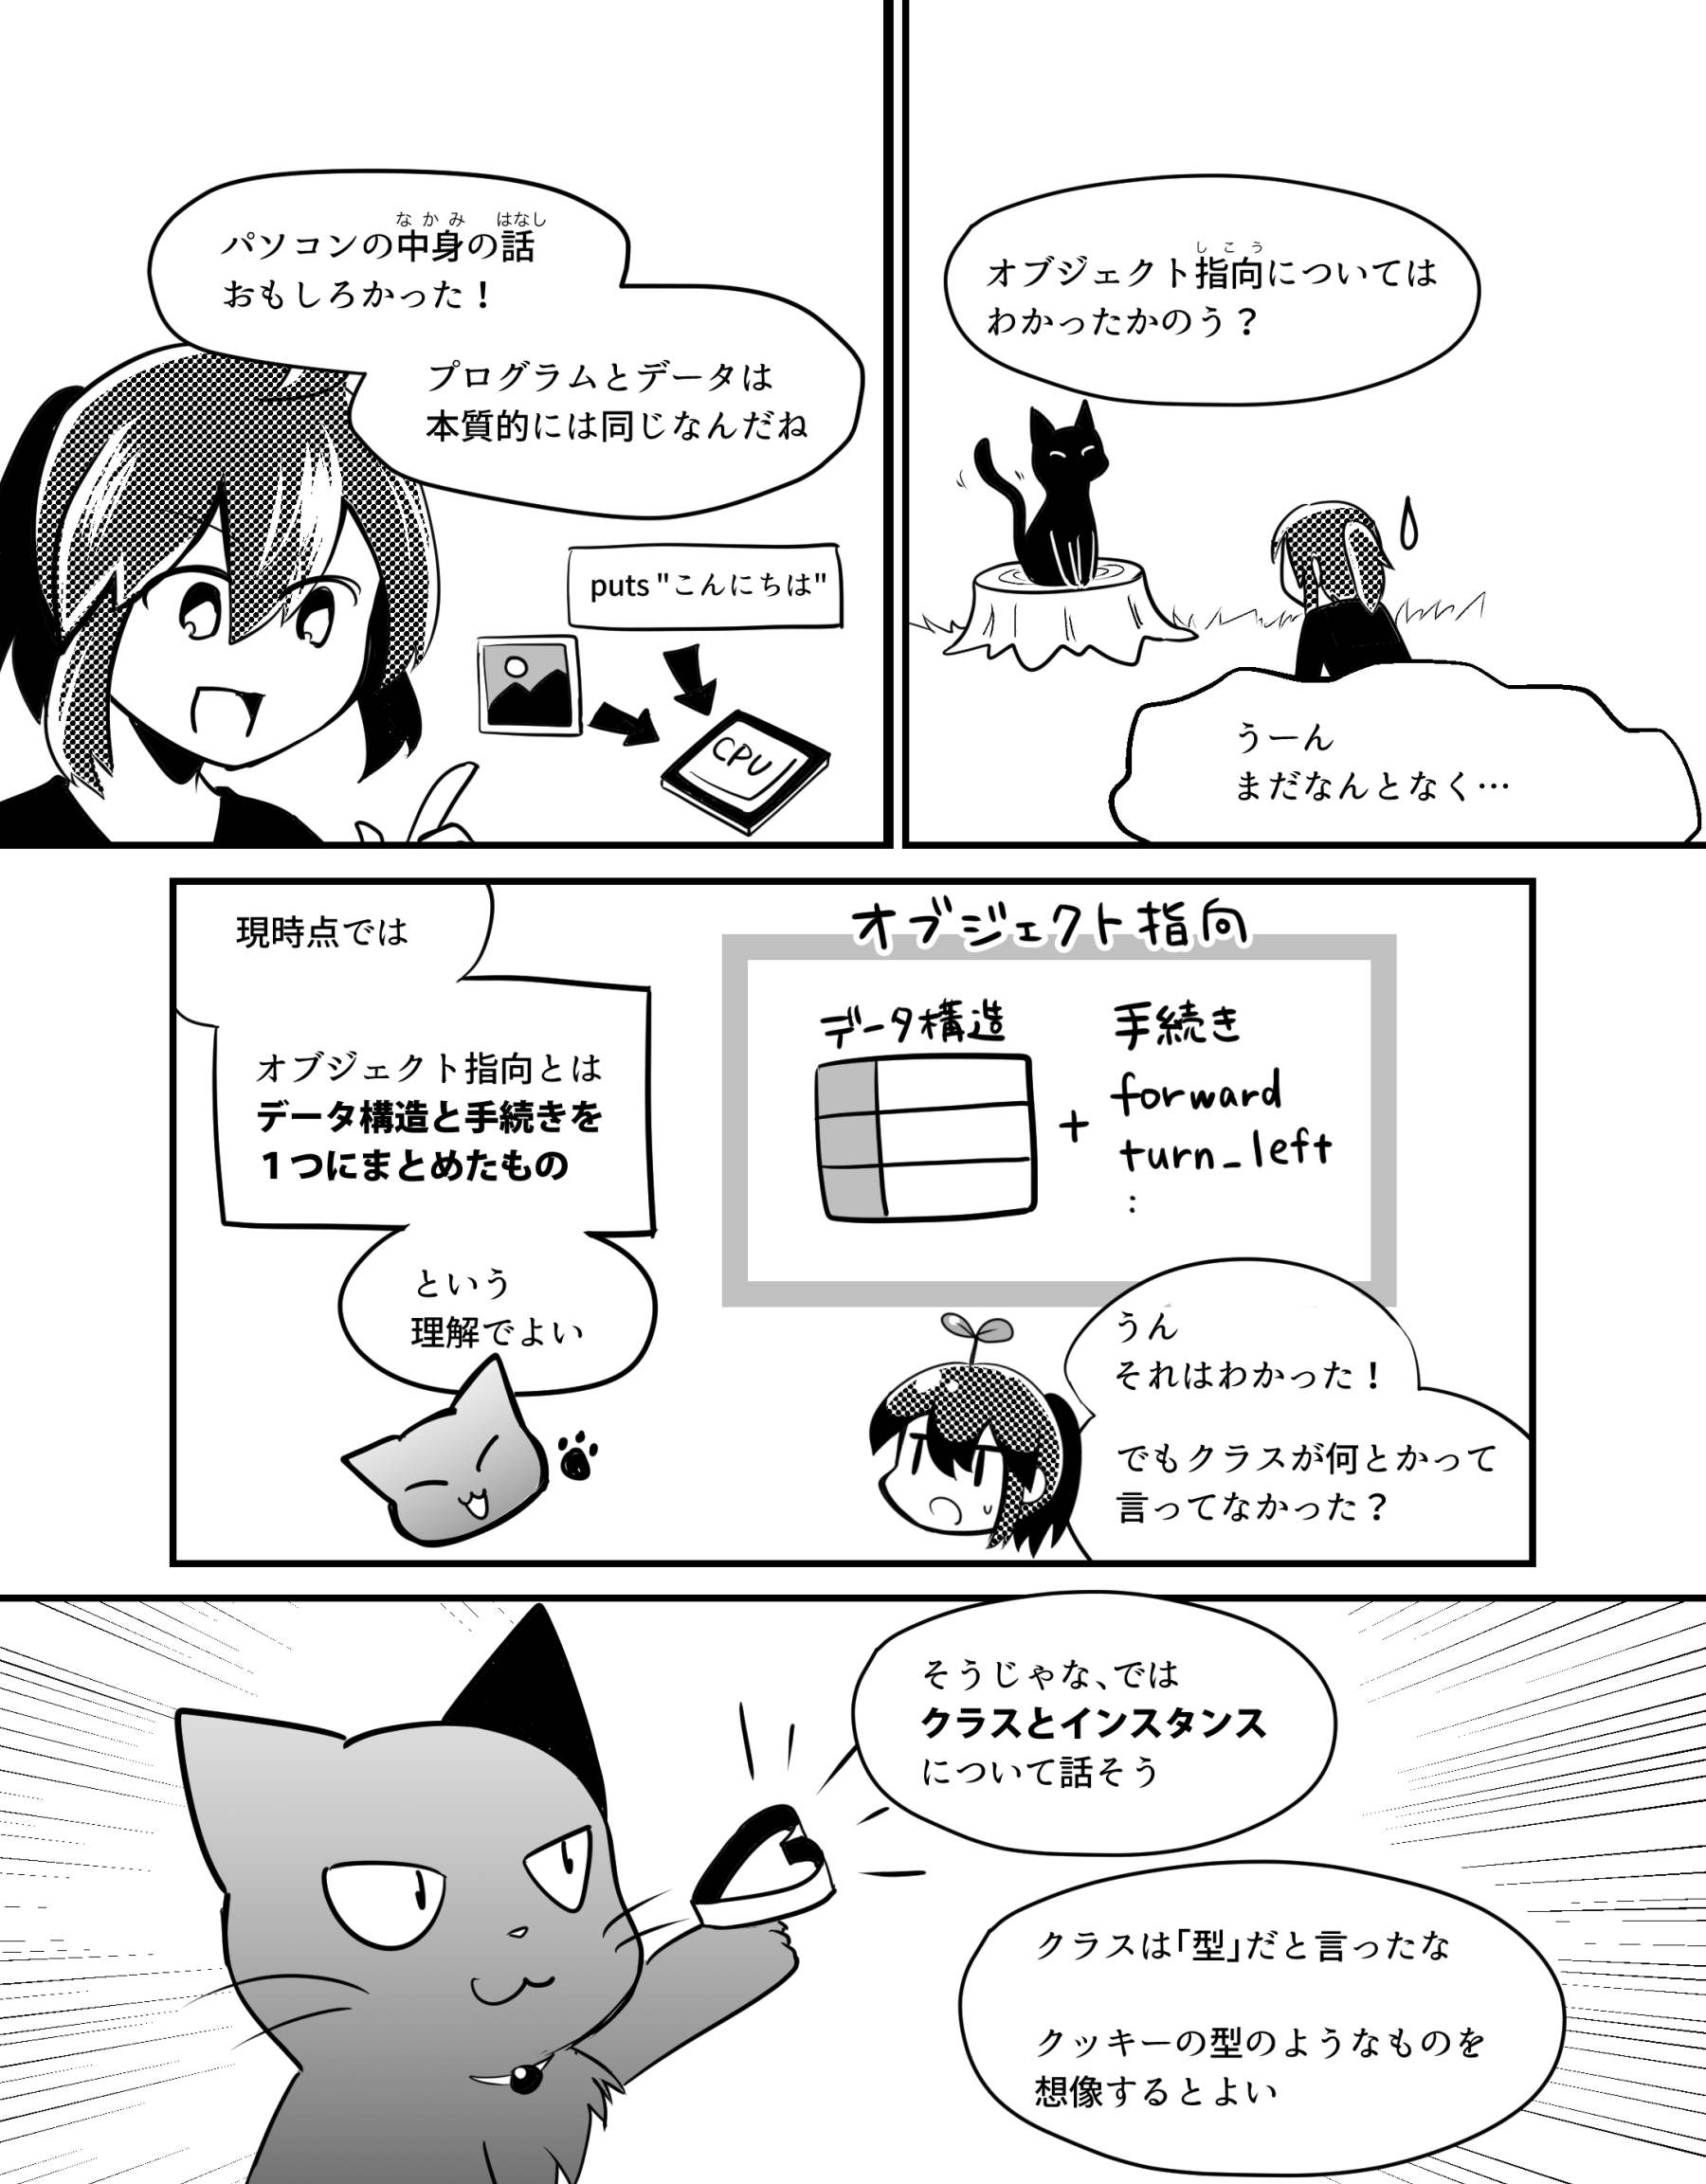 パソコンの中身の話
おもしろかった！
プログラムとデータは
本質的には同じなんだね
puts "こんにちは"
CPU
オブジェクト指向については
わかったかのう？
うーん
まだなんとなく…
現時点では
オブジェクト指向とは
データ構造と手続きを
１つにまとめたもの
という
理解でよい
オブジェクト指向
データ構造
+
手続き
forward
turn_left
:
うん
それはわかった！
でもクラスが何とかって
言ってなかった？
そうじゃな、では
クラスとインスタンス
について話そう
クラスは「型」だと言ったな
クッキーの型のようなものを
想像するとよい